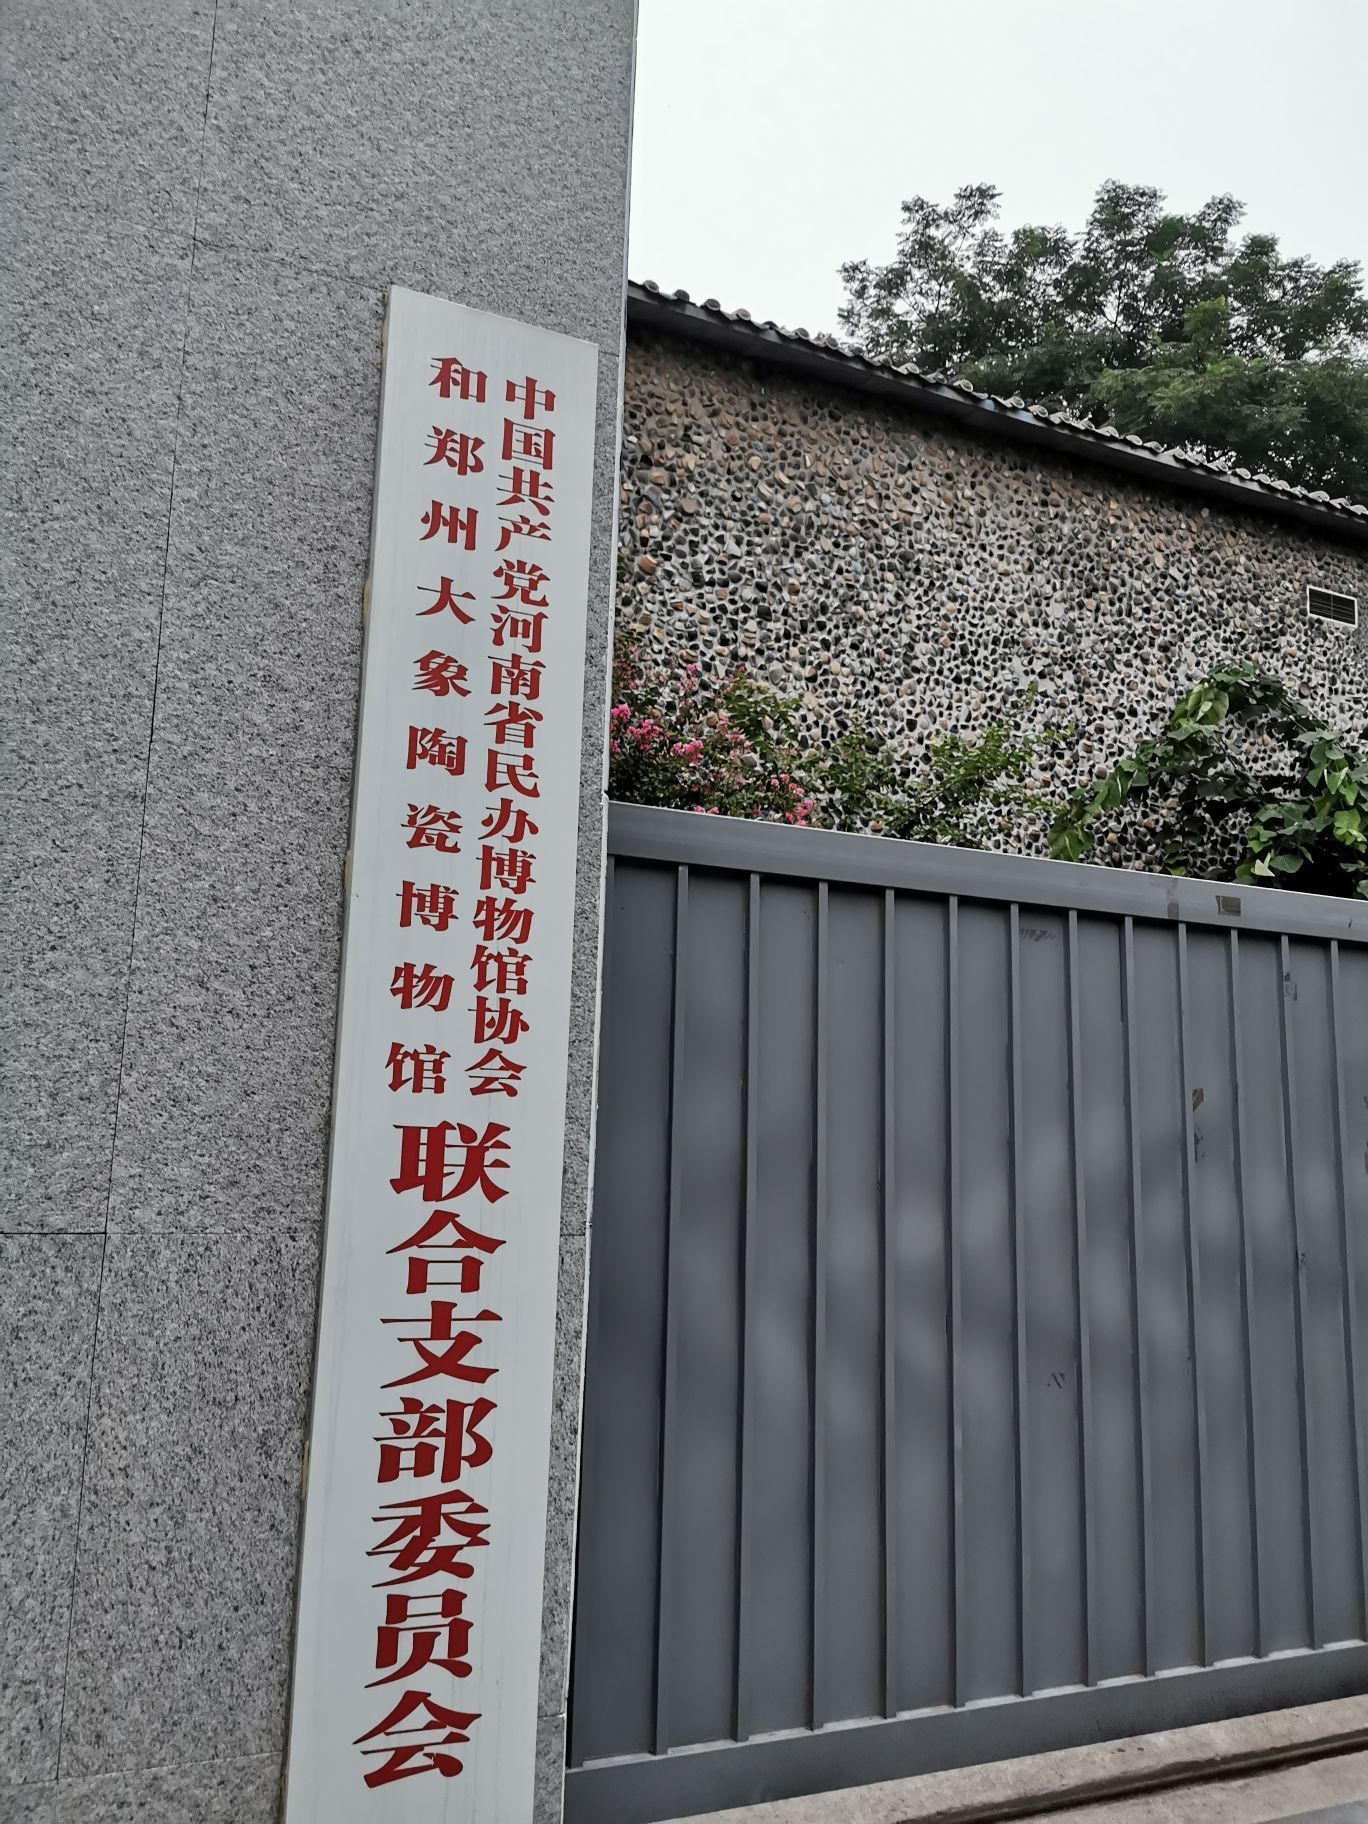 中国共产党河南省民办博物馆协会
和郑州大象陶瓷博物馆
联合支部委员会